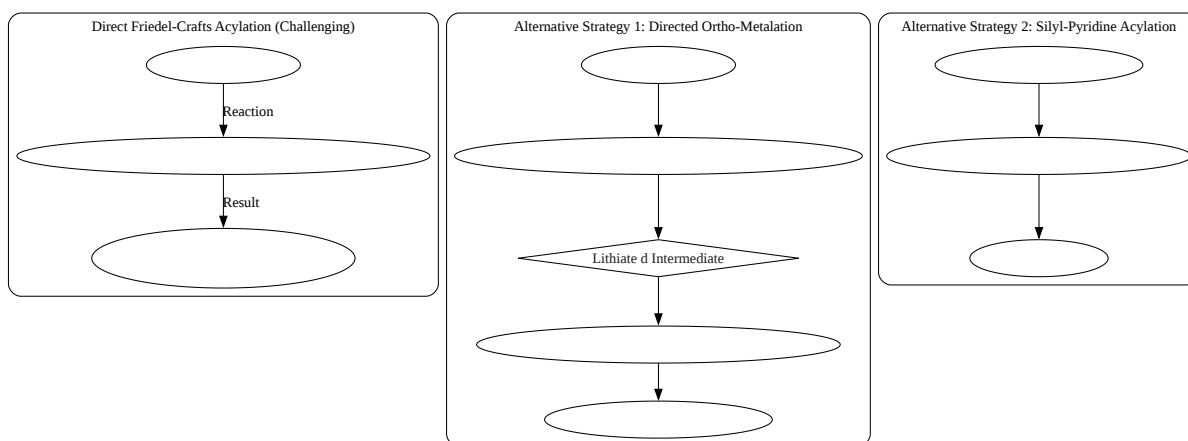 Direct Friedel-Crafts Acylation (Challenging)
Reaction
Result
Alternative Strategy 1: Directed Ortho-Metalation
Lithiate d Intermediate
Alternative Strategy 2: Silyl-Pyridine Acylation